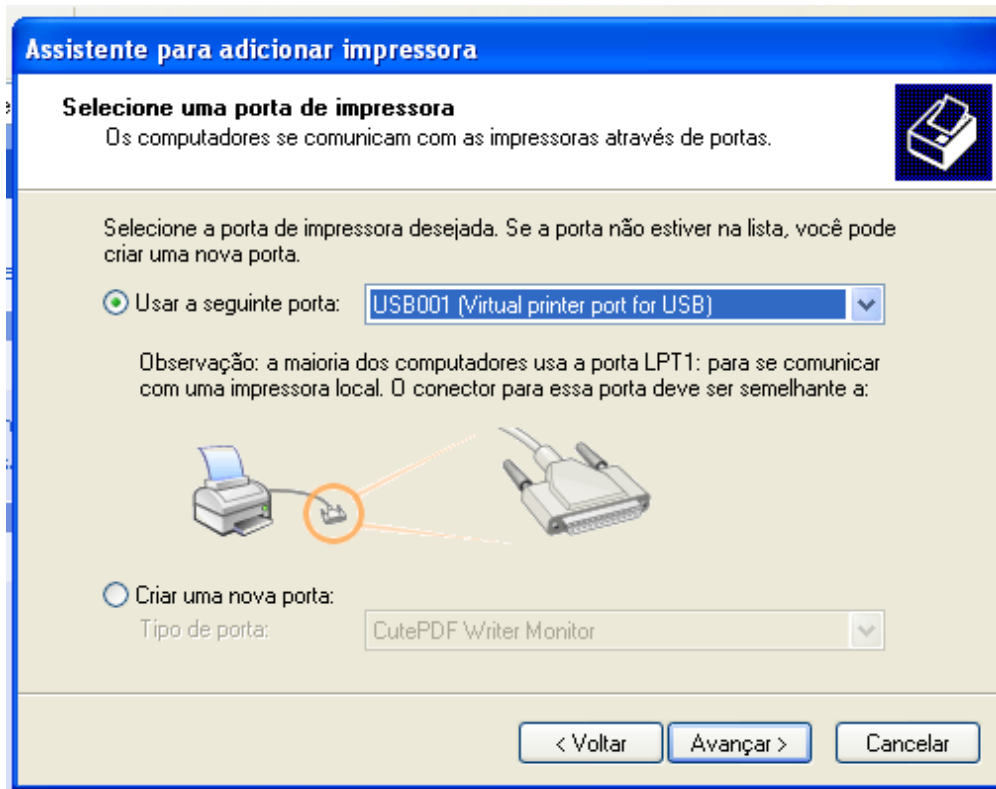 Assistente para adicionar impressora
Selecione uma porta de impressora
Os computadores se comunicam com as impressoras através de portas.
Selecione a porta de impressora desejada. Se a porta não estiver na lista, você pode
criar uma nova porta.
Usar a seguinte porta: USB001 (Virtual printer port for USB)
Observação: a maioria dos computadores usa a porta LPT1: para se comunicar
com uma impressora local. O conector para essa porta deve ser semelhante a:
Criar uma nova porta:
Tipo de porta: CutePDF Writer Monitor
< Voltar Avançar > Cancelar